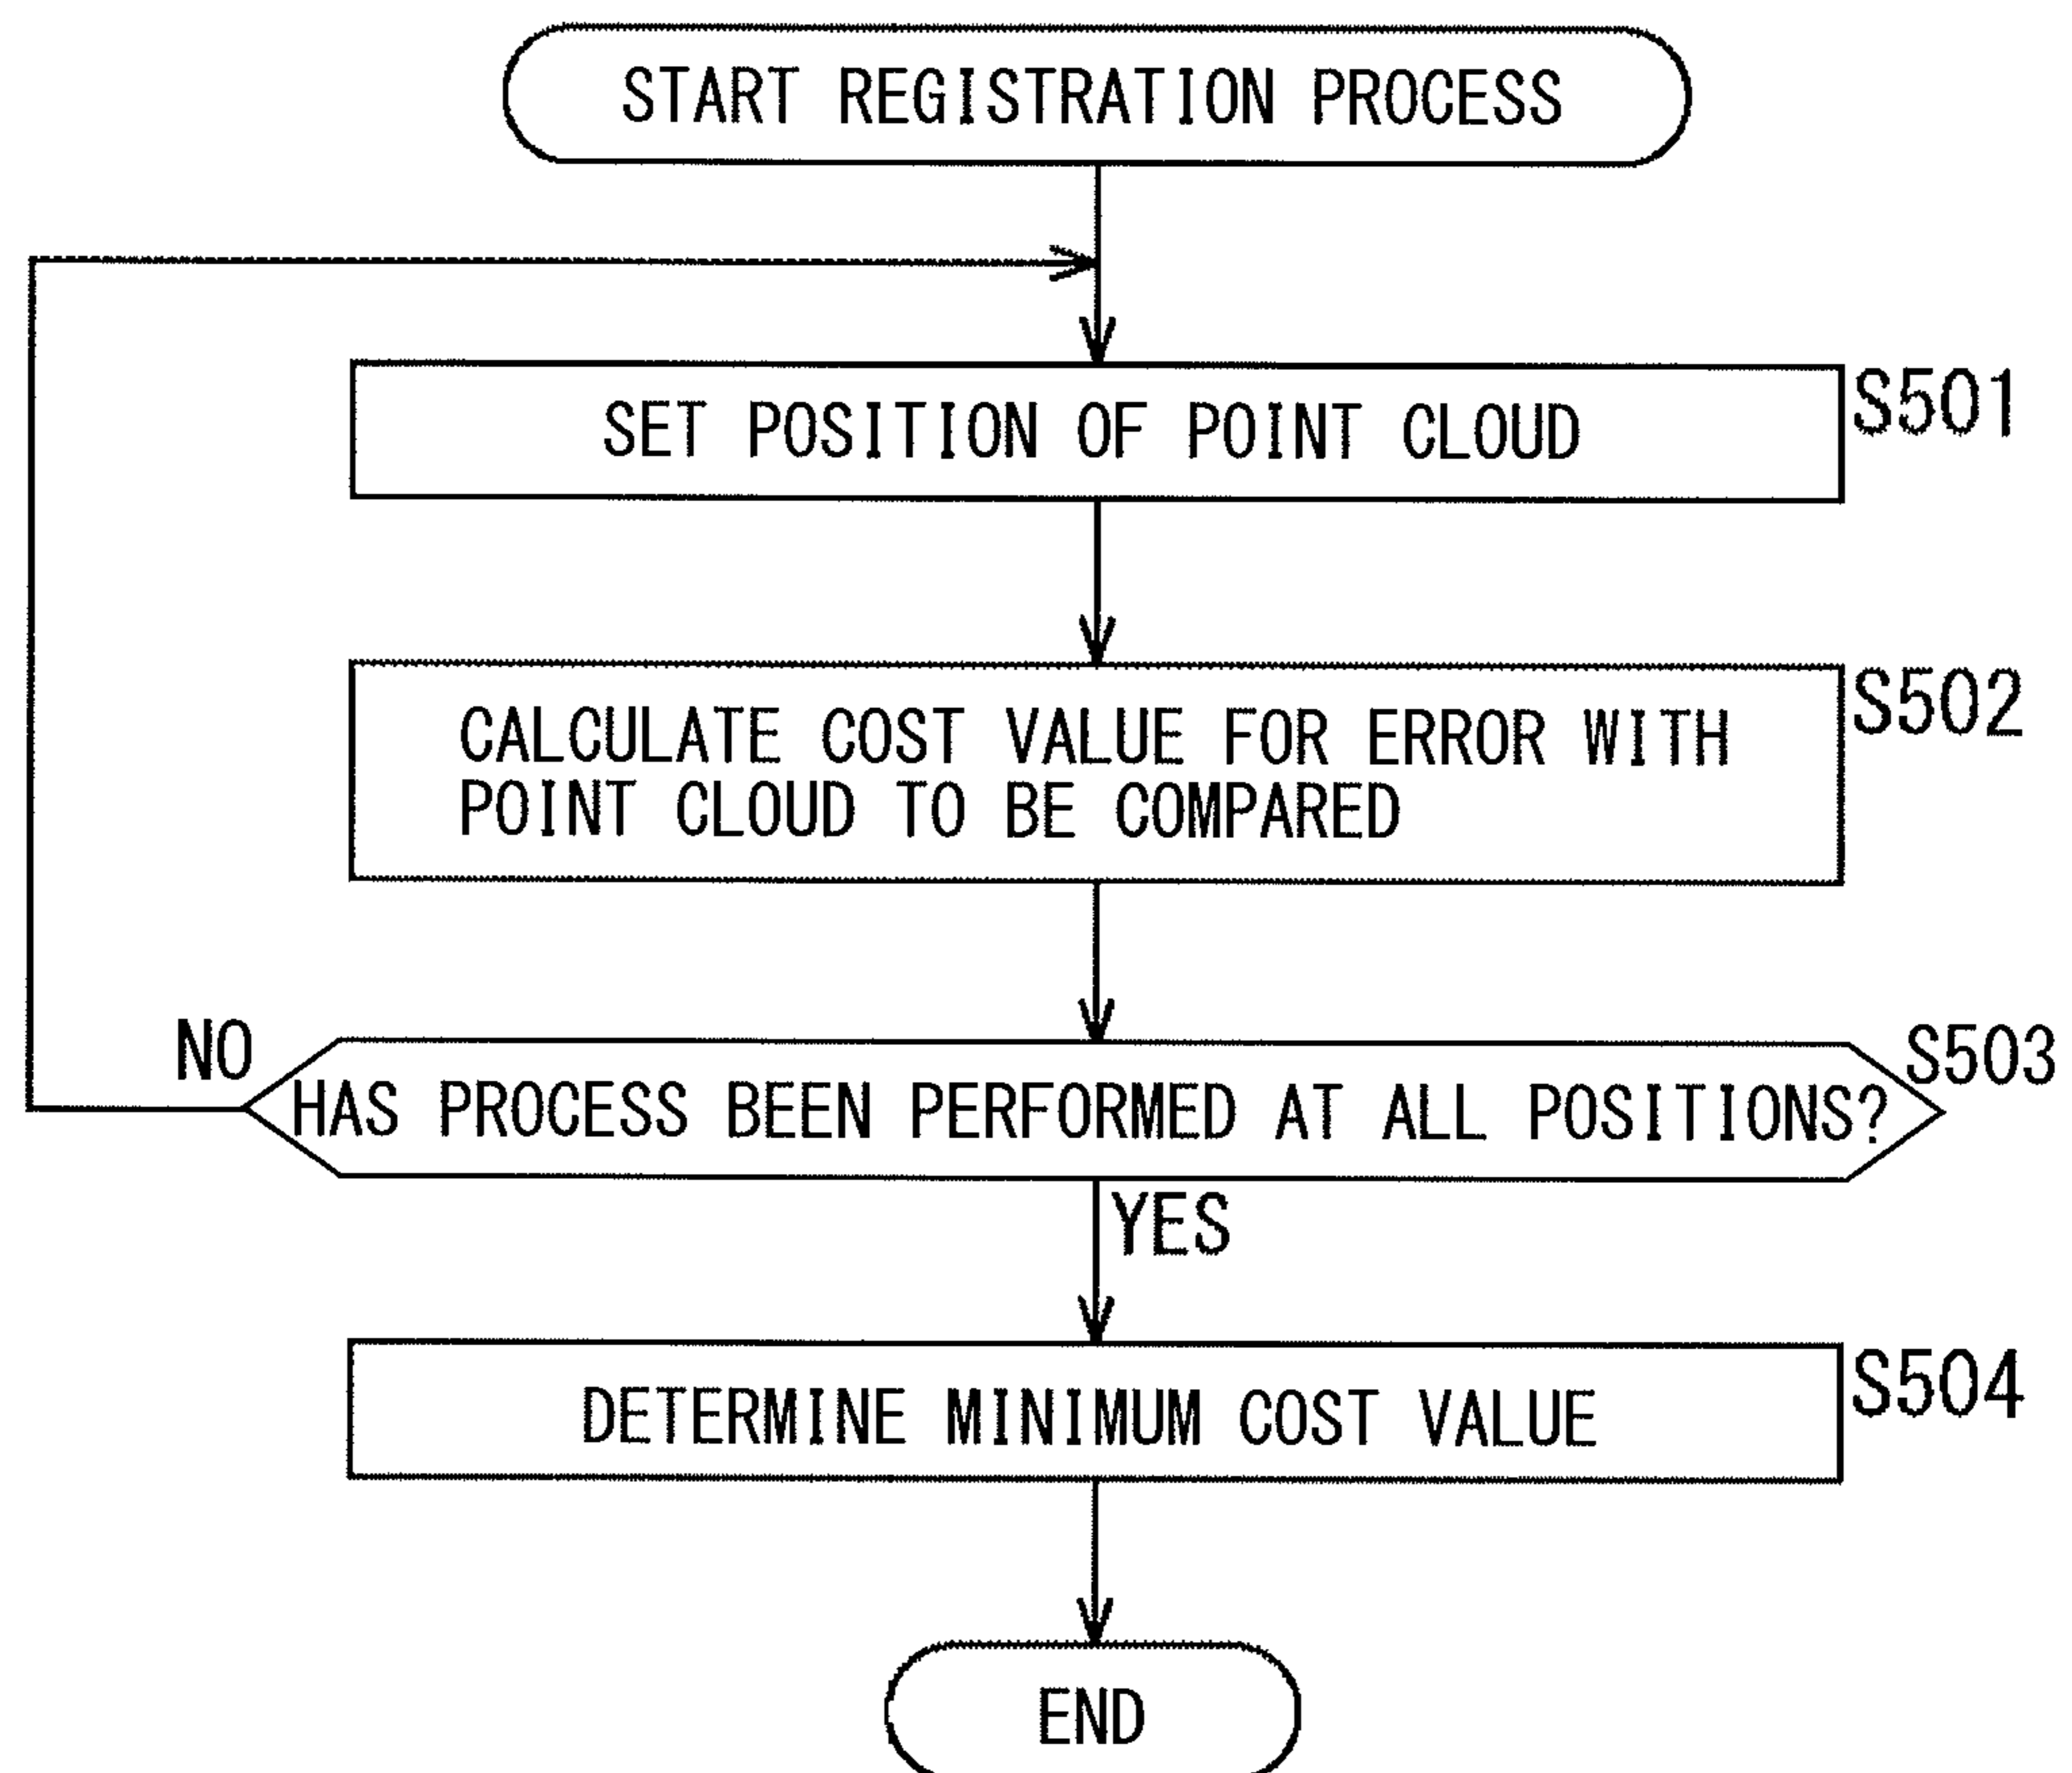 START REGISTRATION PROCESS
SET POSITION OF POINT CLOUD
S501
CALCULATE COST VALUE FOR ERROR WITH
POINT CLOUD TO BE COMPARED
S502
NO
HAS PROCESS BEEN PERFORMED AT ALL POSITIONS?
S503
YES
DETERMINE MINIMUM COST VALUE
S504
END